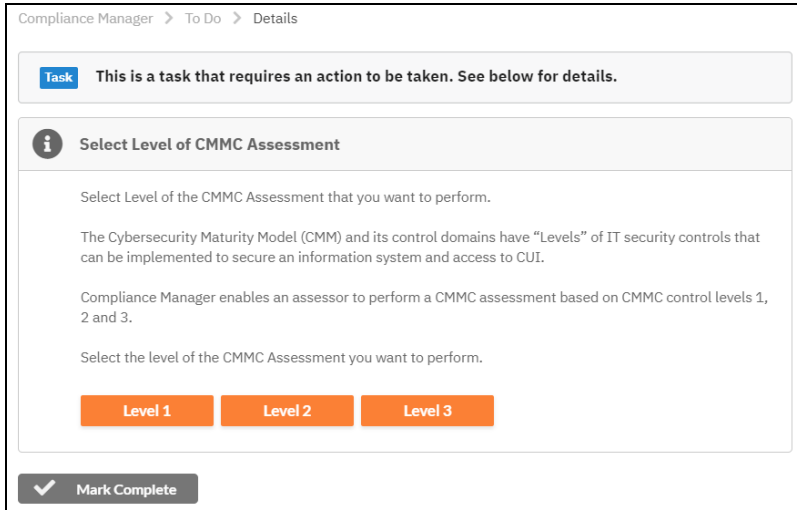 Compliance Manager > To Do > Details
Task This is a task that requires an action to be taken. See below for details.
Select Level of CMMC Assessment
Select Level of the CMMC Assessment that you want to perform.
The Cybersecurity Maturity Model (CMM) and its control domains have “Levels” of IT security controls that
can be implemented to secure an information system and access to CUI.
Compliance Manager enables an assessor to perform a CMMC assessment based on CMMC control levels 1,
2 and 3.
Select the level of the CMMC Assessment you want to perform.
Level 1 Level 2 Level 3
Mark Complete